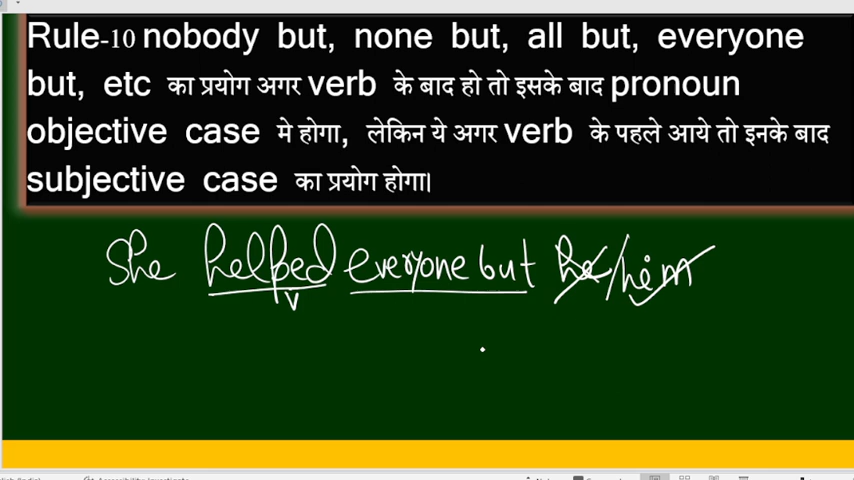 Rule-10 nobody but, none but, all but, everyone
but, etc का प्रयोग अगर verb के बाद हो तो इसके बाद pronoun
objective case मे होगा, लेकिन ये अगर verb के पहले आये तो इनके बाद
subjective case का प्रयोग होगा।
She helped everyone but he/him
v